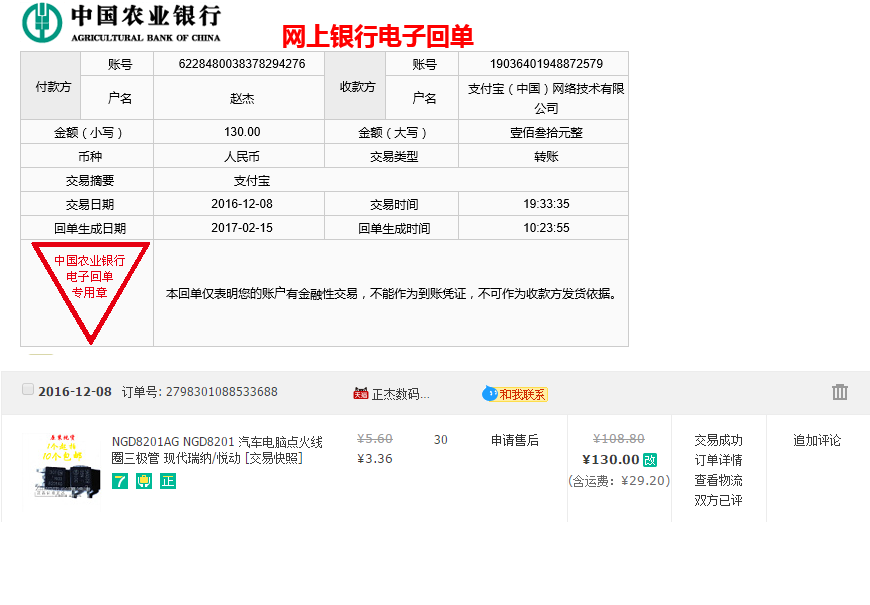 中国农业银行
AGRICULTURAL BANK OF CHINA
网上银行电子回单
付款方 账号 6228480038378294276 收款方 账号 19036401948872579
户名 赵杰 户名 支付宝（中国）网络技术有限公司
金额（小写） 130.00 金额（大写） 壹佰叁拾元整
币种 人民币 交易类型 转账
交易摘要 支付宝
交易日期 2016-12-08 交易时间 19:33:35
回单生成日期 2017-02-15 回单生成时间 10:23:55
中国农业银行
电子回单
专用章
本回单仅表明您的账户有金融性交易，不能作为到账凭证，不可作为收款方发货依据。
2016-12-08 订单号: 2798301088533688 天猫 正杰数码... 和我联系
NGD8201AG NGD8201 汽车电脑点火线 ¥5.60 30 申请售后 ¥108.80 交易成功 追加评论
圈三极管 现代瑞纳/悦动 [交易快照] ¥3.36 ¥130.00 改 订单详情
7 正 (含运费: ¥29.20) 查看物流
双方已评